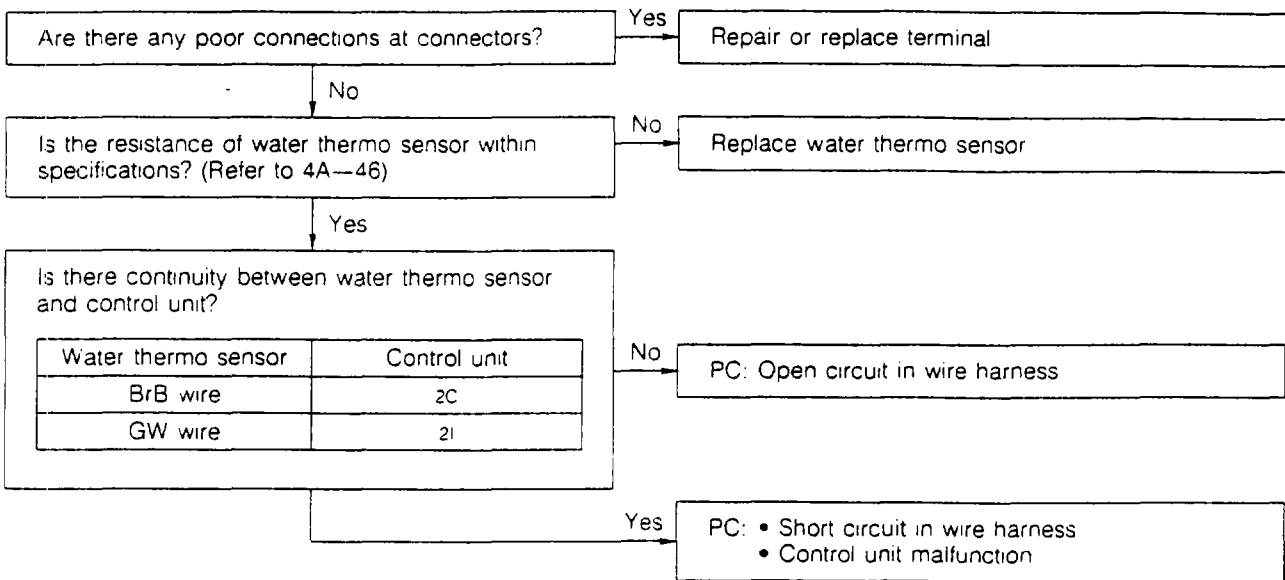 Are there any poor connections at connectors?
Yes
Repair or replace terminal
No
Is the resistance of water thermo sensor within
specifications? (Refer to 4A—46)
No
Replace water thermo sensor
Yes
Is there continuity between water thermo sensor
and control unit?
Water thermo sensor Control unit
BrB wire 2C
GW wire 2I
No
PC: Open circuit in wire harness
Yes
PC: • Short circuit in wire harness
• Control unit malfunction